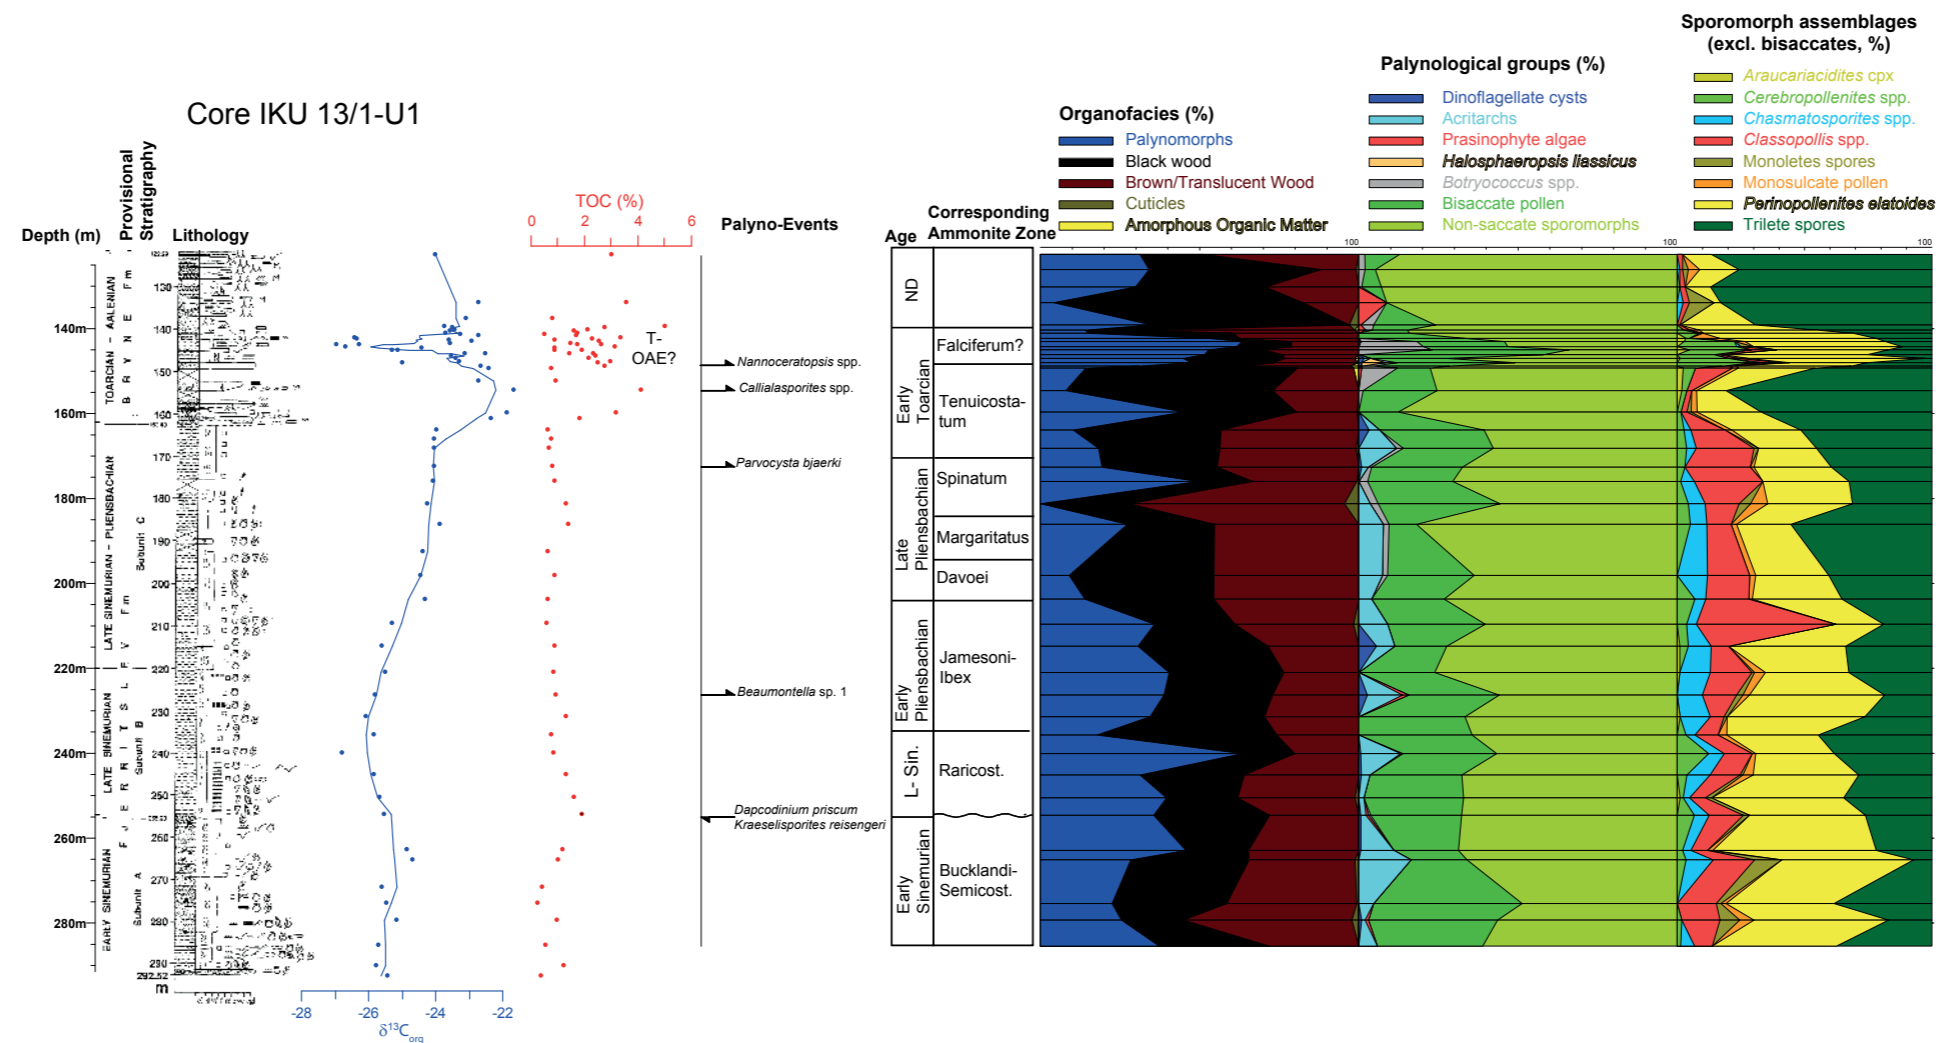 Core IKU 13/1-U1
Depth (m)
Provisional
Stratigraphy
Lithology
TOC (%)
0 2 4 6
Palyno-Events
Age
Corresponding
Ammonite Zone
Organofacies (%)
Palynomorphs
Black wood
Brown/Translucent Wood
Cuticles
Amorphous Organic Matter
Palynological groups (%)
Dinoflagellate cysts
Acritarchs
Prasinophyte algae
Halosphaeropsis liassicus
Botryococcus spp.
Bisaccate pollen
Non-saccate sporomorphs
Sporomorph assemblages
(excl. bisaccates, %)
Araucariacidites cpx
Cerebropollenites spp.
Chasmatosporites spp.
Classopollis spp.
Monoletes spores
Monosulcate pollen
Perinopollenites elatoides
Trilete spores
100
100
100
140m
160m
180m
200m
220m
240m
260m
280m
TOARCIAN - AALENIAN
BRYNE Fm
LATE SINEMURIAN - PLIENSBACHIAN
LATE SINEMURIAN
EARLY SINEMURIAN
FJERRITSLEV Fm
Subunit C
Subunit B
Subunit A
130
140
150
160
170
180
190
200
210
220
230
240
250
260
270
280
290
292.52
m
T-
OAE?
Nannoceratopsis spp.
Callialasporites spp.
Parvocysta bjaerki
Beaumontella sp. 1
Dapcodinium priscum
Kraeselisporites reisengeri
ND
Early
Toarcian
Late
Pliensbachian
Early
Pliensbachian
L- Sin.
Early
Sinemurian
Falciferum?
Tenuicosta-
tum
Spinatum
Margaritatus
Davoei
Jamesoni-
Ibex
Raricost.
Bucklandi-
Semicost.
-28 -26 -24 -22
δ13Corg